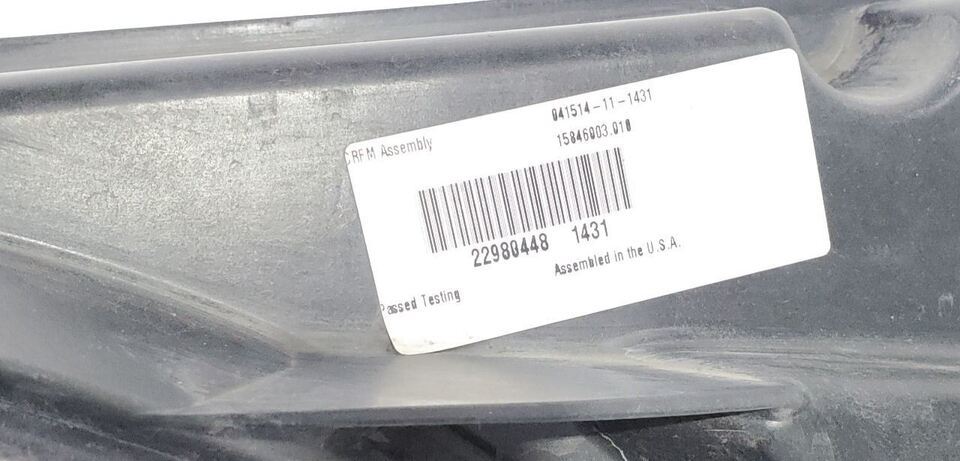 041514-11-1431
CRFM Assembly
15846003.010
22980448 1431
Assembled in the U.S.A.
Passed Testing